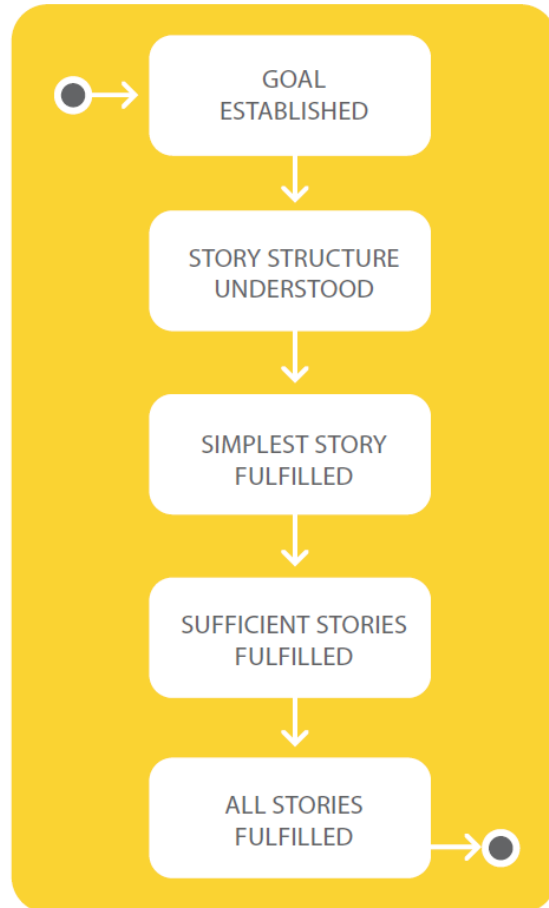 GOAL
ESTABLISHED
STORY STRUCTURE
UNDERSTOOD
SIMPLEST STORY
FULFILLED
SUFFICIENT STORIES
FULFILLED
ALL STORIES
FULFILLED